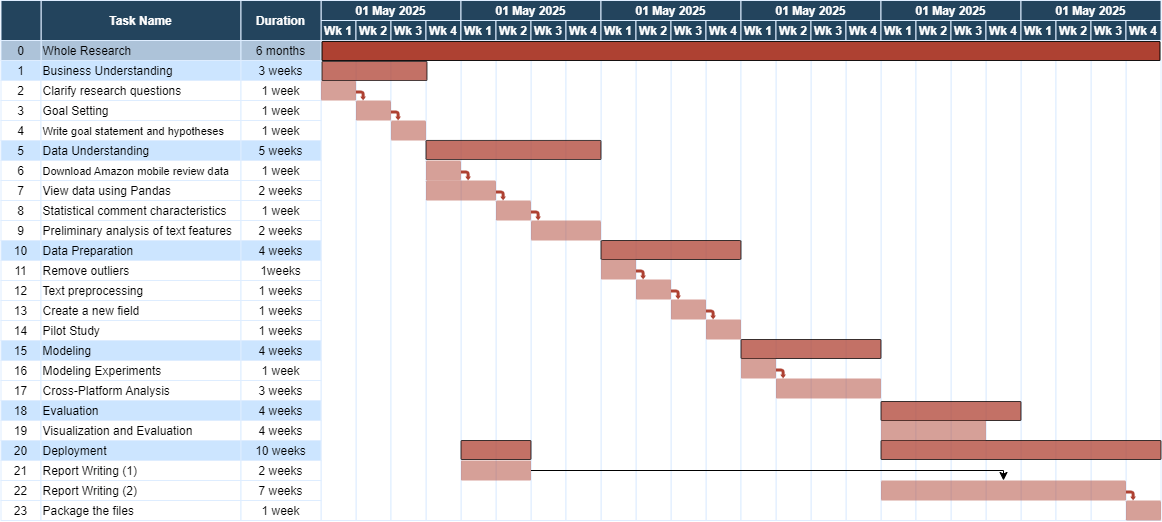 Task Name Duration 01 May 2025 01 May 2025 01 May 2025 01 May 2025 01 May 2025 01 May 2025
Wk 1 Wk 2 Wk 3 Wk 4 Wk 1 Wk 2 Wk 3 Wk 4 Wk 1 Wk 2 Wk 3 Wk 4 Wk 1 Wk 2 Wk 3 Wk 4 Wk 1 Wk 2 Wk 3 Wk 4 Wk 1 Wk 2 Wk 3 Wk 4
0 Whole Research 6 months
1 Business Understanding 3 weeks
2 Clarify research questions 1 week
3 Goal Setting 1 week
4 Write goal statement and hypotheses 1 week
5 Data Understanding 5 weeks
6 Download Amazon mobile review data 1 week
7 View data using Pandas 2 weeks
8 Statistical comment characteristics 1 week
9 Preliminary analysis of text features 2 weeks
10 Data Preparation 4 weeks
11 Remove outliers 1weeks
12 Text preprocessing 1 weeks
13 Create a new field 1 weeks
14 Pilot Study 1 weeks
15 Modeling 4 weeks
16 Modeling Experiments 1 week
17 Cross-Platform Analysis 3 weeks
18 Evaluation 4 weeks
19 Visualization and Evaluation 4 weeks
20 Deployment 10 weeks
21 Report Writing (1) 2 weeks
22 Report Writing (2) 7 weeks
23 Package the files 1 week